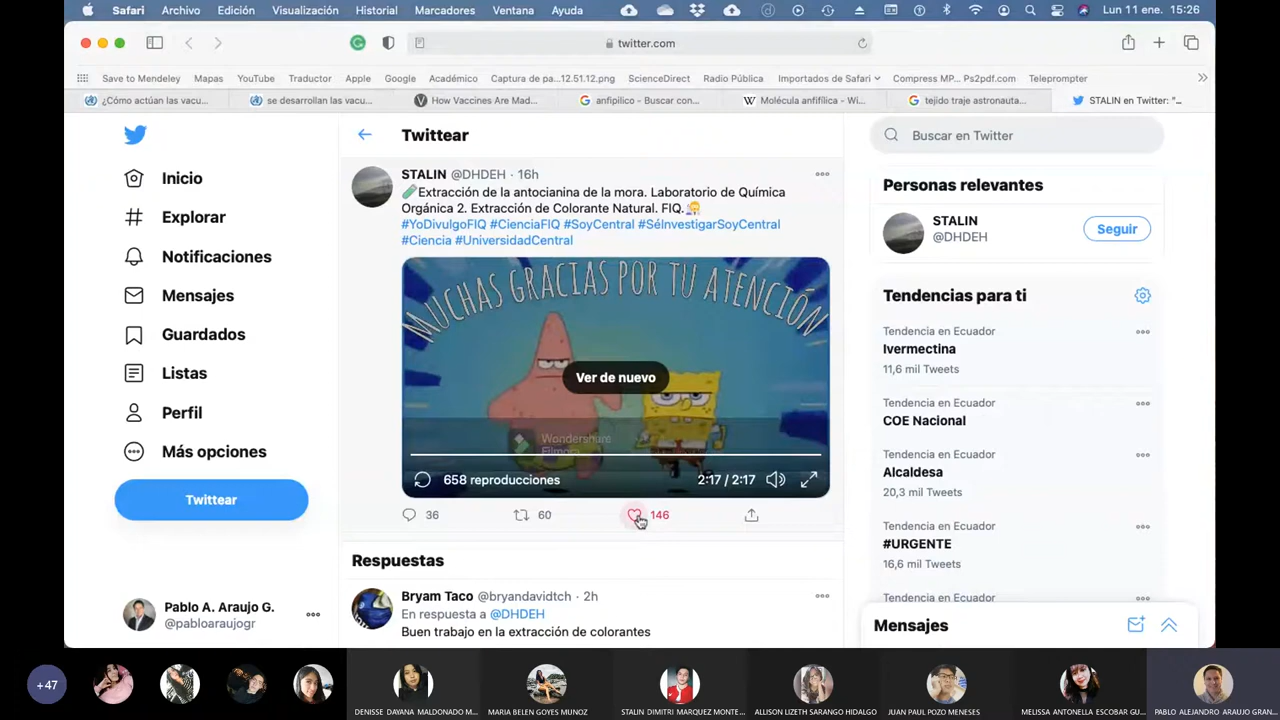 Safari Archivo Edición Visualización Historial Marcadores Ventana Ayuda Lun 11 ene. 15:26
twitter.com
Save to Mendeley Mapas YouTube Traductor Apple Google Académico Captura de pa...12.51.12.png ScienceDirect Radio Pública Importados de Safari Compress MP... Ps2pdf.com Teleprompter
¿Cómo actúan las vacu... se desarrollan las vacu... How Vaccines Are Mad... anfipilico - Buscar con... Molécula anfifílica - Wi... tejido traje astronauta... STALIN en Twitter: "...
Inicio
Explorar
Notificaciones
Mensajes
Guardados
Listas
Perfil
Más opciones
Twittear
Pablo A. Araujo G.
@pabloaraujogr
Twittear
STALIN @DHDEH · 16h
Extracción de la antocianina de la mora. Laboratorio de Química
Orgánica 2. Extracción de Colorante Natural. FIQ.
#YoDivulgoFIQ #CienciaFIQ #SoyCentral #SéInvestigarSoyCentral
#Ciencia #UniversidadCentral
MUCHAS GRACIAS POR TU ATENCIÓN
Ver de nuevo
Wondershare
Filmora
658 reproducciones 2:17 / 2:17
36 60 146
Respuestas
Bryam Taco @bryandavidtch · 2h
En respuesta a @DHDEH
Buen trabajo en la extracción de colorantes
Buscar en Twitter
Personas relevantes
STALIN
@DHDEH
Seguir
Tendencias para ti
Tendencia en Ecuador
Ivermectina
11,6 mil Tweets
Tendencia en Ecuador
COE Nacional
Tendencia en Ecuador
Alcaldesa
20,3 mil Tweets
Tendencia en Ecuador
#URGENTE
16,6 mil Tweets
Tendencia en Ecuador
Mensajes
+47
DENISSE DAYANA MALDONADO M... MARIA BELEN GOYES MUNOZ STALIN DIMITRI MARQUEZ MONTE... ALLISON LIZETH SARANGO HIDALGO JUAN PAUL POZO MENESES MELISSA ANTONELLA ESCOBAR GU... PABLO ALEJANDRO ARAUJO GRAN...